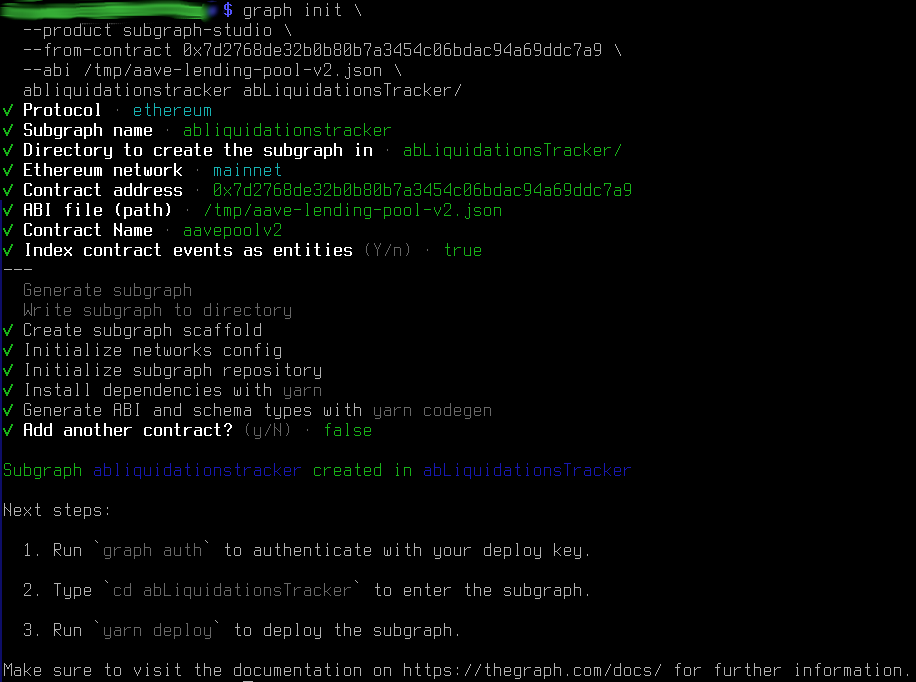 $ graph init \
--product subgraph-studio \
--from-contract 0x7d2768de32b0b80b7a3454c06bdac94a69ddc7a9 \
--abi /tmp/aave-lending-pool-v2.json \
abliquidationstracker abLiquidationsTracker/
✓ Protocol · ethereum
✓ Subgraph name · abliquidationstracker
✓ Directory to create the subgraph in · abLiquidationsTracker/
✓ Ethereum network · mainnet
✓ Contract address · 0x7d2768de32b0b80b7a3454c06bdac94a69ddc7a9
✓ ABI file (path) · /tmp/aave-lending-pool-v2.json
✓ Contract Name · aavepoolv2
✓ Index contract events as entities (Y/n) · true
---
Generate subgraph
Write subgraph to directory
✓ Create subgraph scaffold
✓ Initialize networks config
✓ Initialize subgraph repository
✓ Install dependencies with yarn
✓ Generate ABI and schema types with yarn codegen
✓ Add another contract? (y/N) · false
Subgraph abliquidationstracker created in abLiquidationsTracker
Next steps:
1. Run `graph auth` to authenticate with your deploy key.
2. Type `cd abLiquidationsTracker` to enter the subgraph.
3. Run `yarn deploy` to deploy the subgraph.
Make sure to visit the documentation on https://thegraph.com/docs/ for further information.